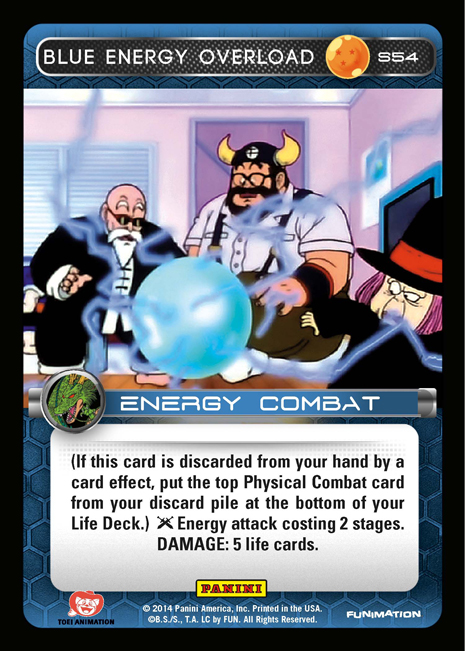 BLUE ENERGY OVERLOAD S54
ENERGY COMBAT
(If this card is discarded from your hand by a
card effect, put the top Physical Combat card
from your discard pile at the bottom of your
Life Deck.) Energy attack costing 2 stages.
DAMAGE: 5 life cards.
PANINI
TOEI ANIMATION
© 2014 Panini America, Inc. Printed in the USA.
©B.S./S., T.A. LC by FUN. All Rights Reserved.
FUNIMATION